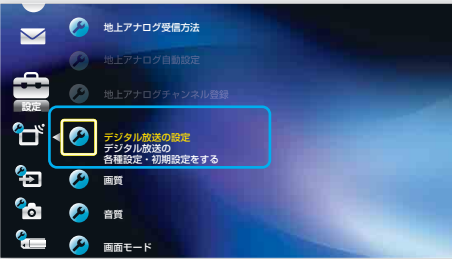 地上アナログ受信方法
地上アナログ自動設定
地上アナログチャンネル登録
設定
デジタル放送の設定
デジタル放送の
各種設定・初期設定をする
画質
音質
画面モード